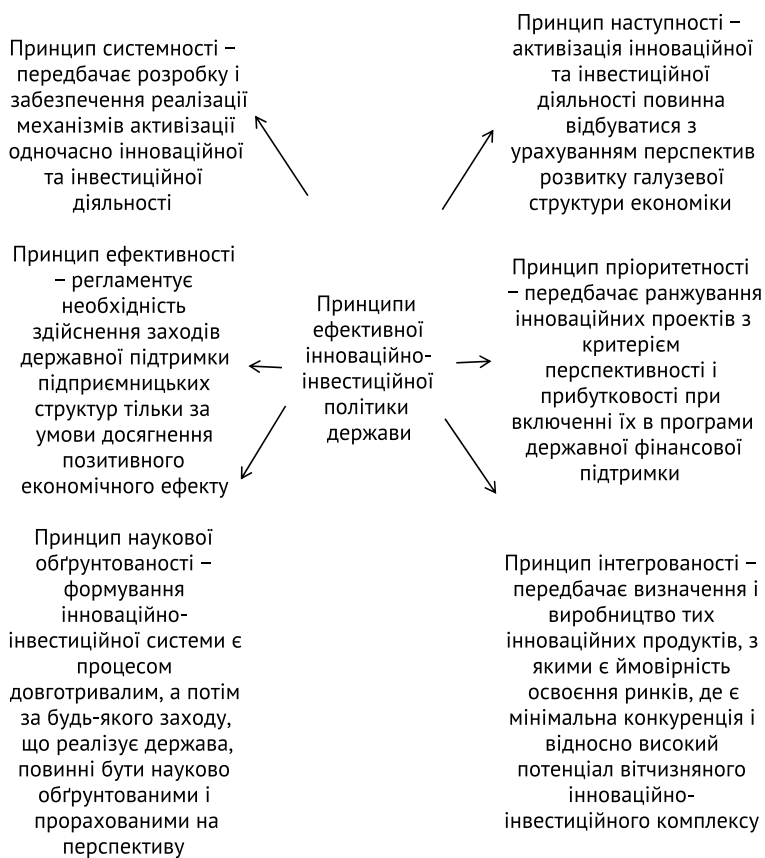 Принцип системності –
передбачає розробку і
забезпечення реалізації
механізмів активізації
одночасно інноваційної
та інвестиційної
діяльності
Принцип наступності –
активізація інноваційної
та інвестиційної
діяльності повинна
відбуватися з
урахуванням перспектив
розвитку галузевої
структури економіки
Принцип ефективності
– регламентує
необхідність
здійснення заходів
державної підтримки
підприємницьких
структур тільки за
умови досягнення
позитивного
економічного ефекту
Принципи
ефективної
інноваційно-
інвестиційної
політики
держави
Принцип пріоритетності
– передбачає ранжування
інноваційних проектів з
критерієм
перспективності і
прибутковості при
включенні їх в програми
державної фінансової
підтримки
Принцип наукової
обґрунтованості –
формування
інноваційно-
інвестиційної системи є
процесом
довготривалим, а потім
за будь-якого заходу,
що реалізує держава,
повинні бути науково
обґрунтованими і
прорахованими на
перспективу
Принцип інтегрованості –
передбачає визначення і
виробництво тих
інноваційних продуктів, з
якими є ймовірність
освоєння ринків, де є
мінімальна конкуренція і
відносно високий
потенціал вітчизняного
інноваційно-
інвестиційного комплексу